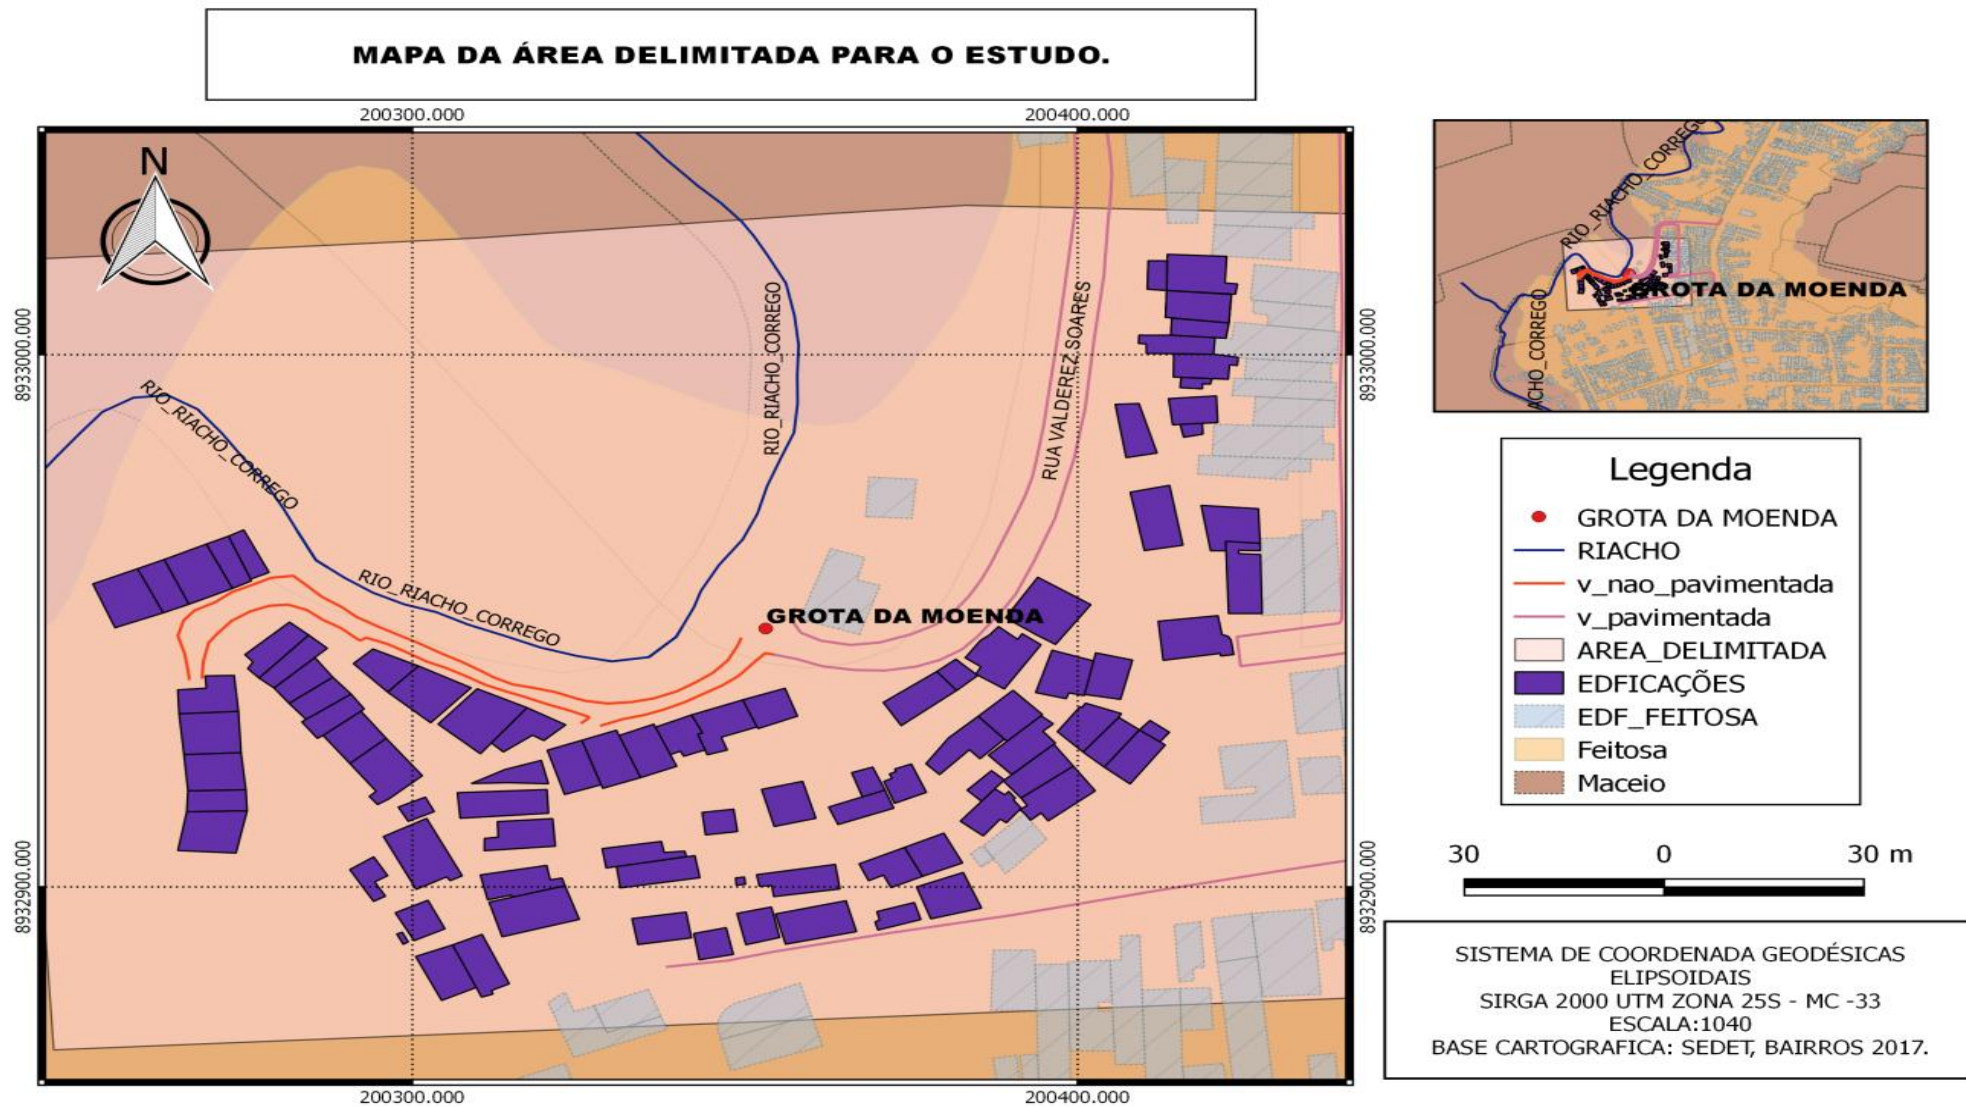 MAPA DA ÁREA DELIMITADA PARA O ESTUDO.
200300.000
200400.000
N
8933000.000
8933000.000
8932900.000
8932900.000
RIO_RIACHO_CORREGO
RIO_RIACHO_CORREGO
RIO_RIACHO_CORREGO
RUA VALDEREZ SOARES
GROTA DA MOENDA
200300.000
200400.000
RIO_RIACHO_CORREGO
ACHO_CORREGO
GROTA DA MOENDA
Legenda
GROTA DA MOENDA
RIACHO
v_nao_pavimentada
v_pavimentada
AREA_DELIMITADA
EDFICAÇÕES
EDF_FEITOSA
Feitosa
Maceio
30 0 30 m
SISTEMA DE COORDENADA GEODÉSICAS
ELIPSOIDAIS
SIRGA 2000 UTM ZONA 25S - MC -33
ESCALA:1040
BASE CARTOGRAFICA: SEDET, BAIRROS 2017.